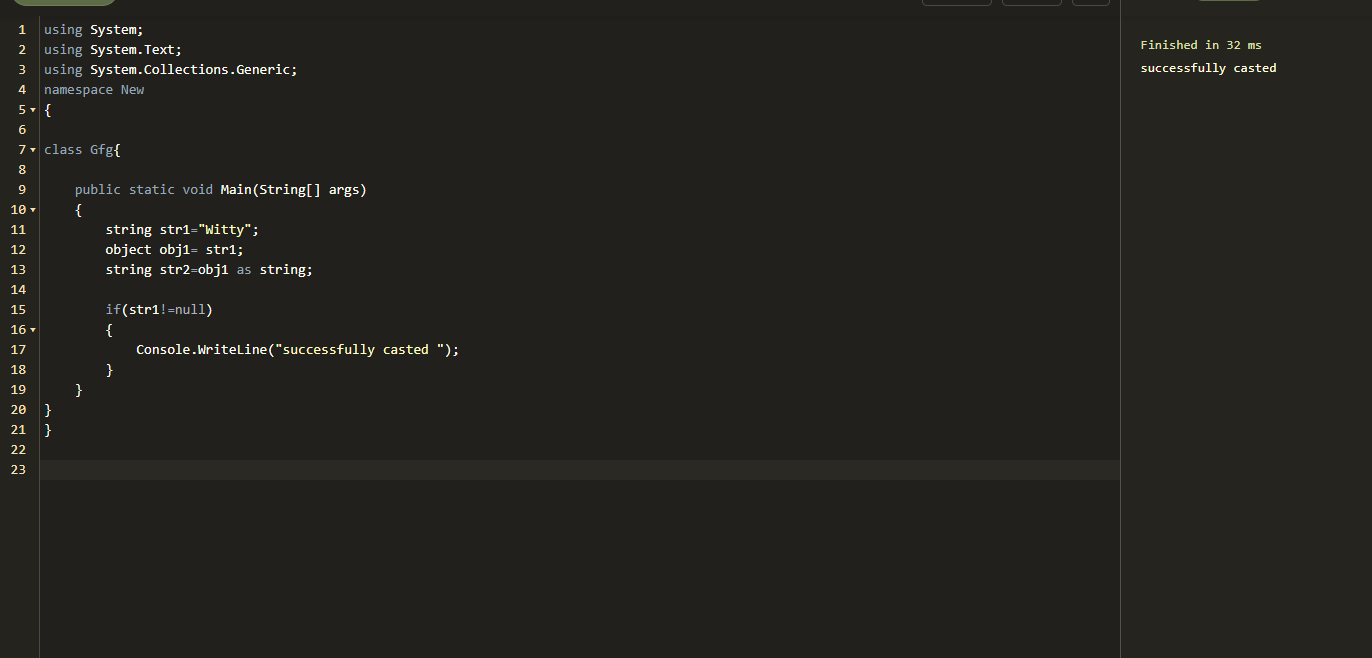 1 using System;
2 using System.Text;
3 using System.Collections.Generic;
4 namespace New
5 {
6
7 class Gfg{
8
9     public static void Main(String[] args)
10     {
11         string str1="Witty";
12         object obj1= str1;
13         string str2=obj1 as string;
14
15         if(str1!=null)
16         {
17             Console.WriteLine("successfully casted ");
18         }
19     }
20 }
21 }
22
23
Finished in 32 ms
successfully casted